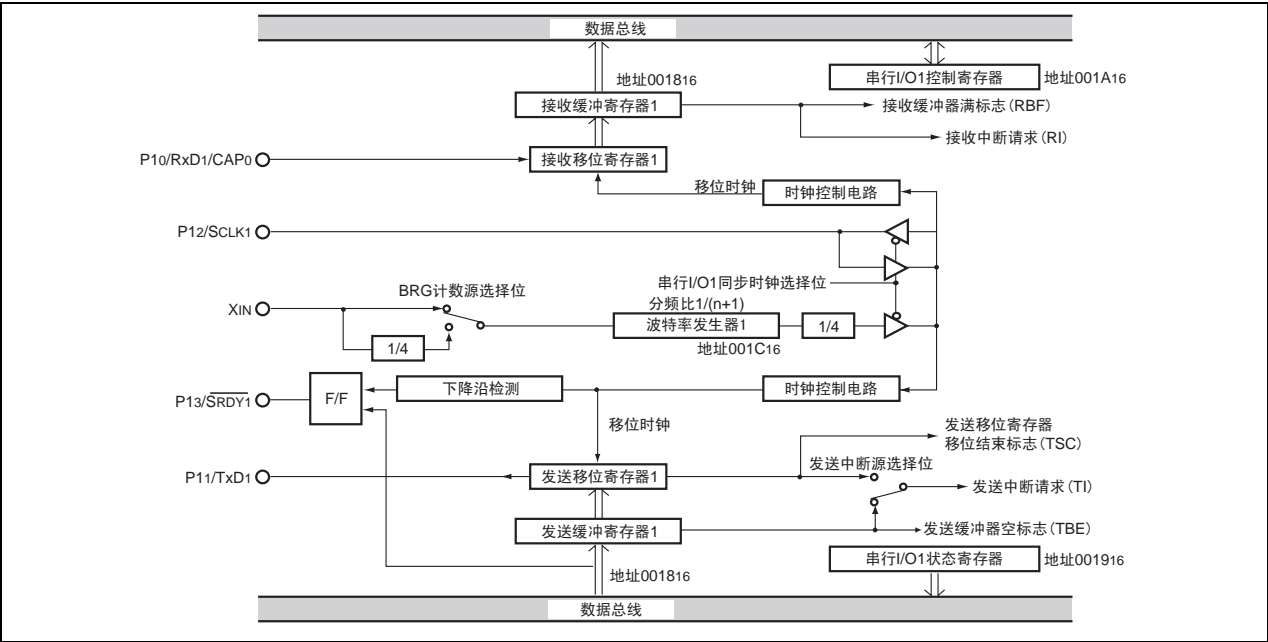 数据总线
地址001816
串行I/O1控制寄存器
地址001A16
接收缓冲寄存器1
接收缓冲器满标志(RBF)
接收中断请求(RI)
P10/RxD1/CAP0
接收移位寄存器1
移位时钟
时钟控制电路
P12/SCLK1
串行I/O1同步时钟选择位
BRG计数源选择位
XIN
分频比1/(n+1)
波特率发生器1
1/4
1/4
地址001C16
P13/SRDY1
F/F
下降沿检测
时钟控制电路
移位时钟
发送移位寄存器
移位结束标志(TSC)
发送中断源选择位
P11/TxD1
发送移位寄存器1
发送中断请求(TI)
发送缓冲寄存器1
发送缓冲器空标志(TBE)
串行I/O1状态寄存器
地址001916
地址001816
数据总线